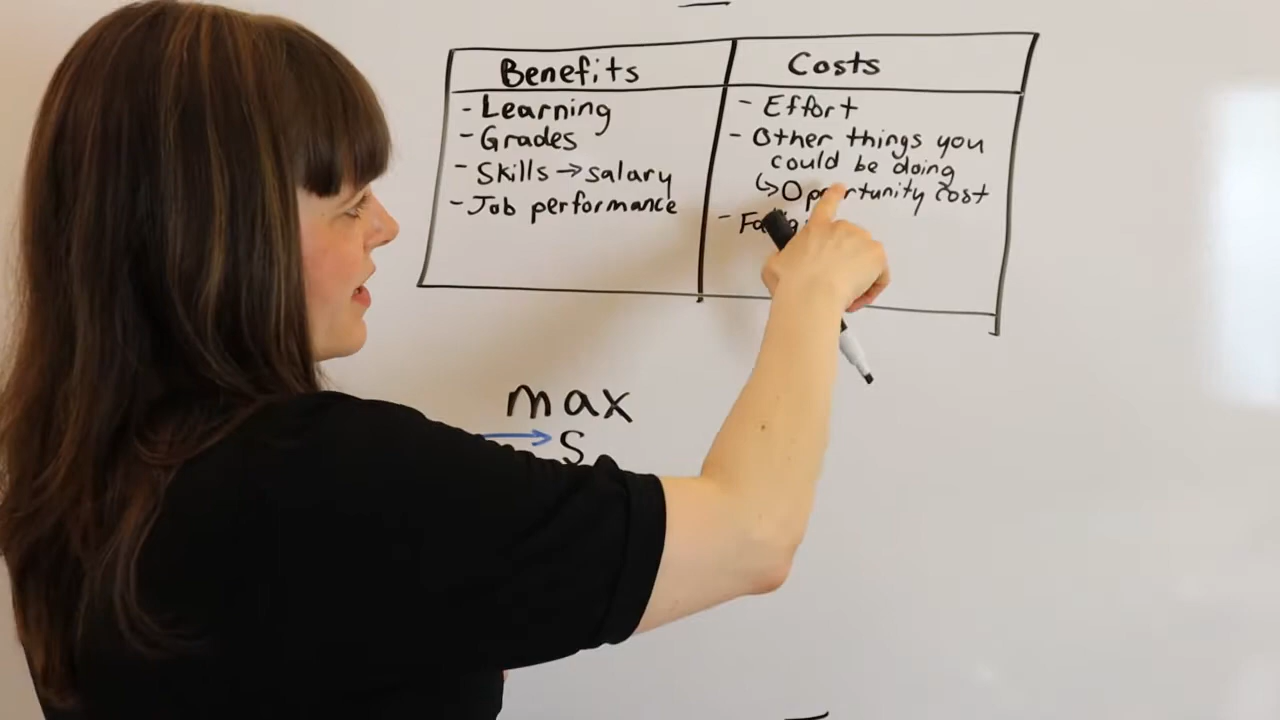 Benefits
- Learning
- Grades
- Skills → salary
- Job performance
Costs
- Effort
- Other things you
could be doing
↳ Opportunity cost
max
S